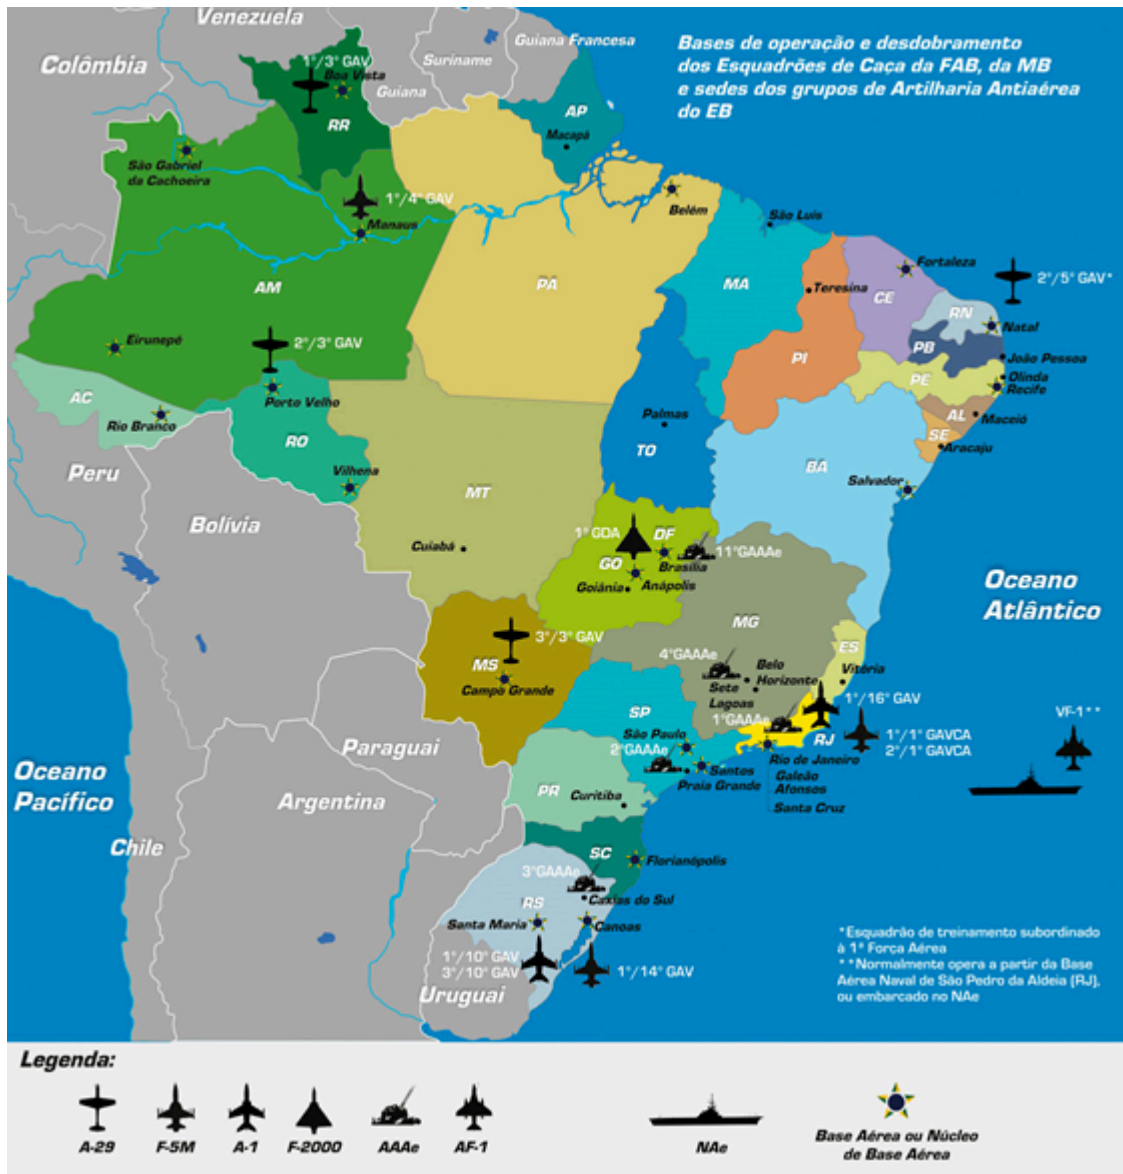 Venezuela
Colômbia
Suriname
Guiana Francesa
Guiana
Bases de operação e desdobramento
dos Esquadrões de Caça da FAB, da MB
e sedes dos grupos de Artilharia Antiaérea
do EB
1°/3° GAV
Boa Vista
RR
AP
Macapá
São Gabriel
da Cachoeira
1°/4° GAV
Manaus
Belém
São Luis
AM
PA
MA
Teresina
CE
Fortaleza
2°/5° GAV*
RN
Natal
PB
João Pessoa
PI
PE
Olinda
Recife
Eirunepé
2°/3° GAV
AC
Rio Branco
Porto Velho
RO
Vilhena
Palmas
TO
AL
Maceió
SE
Aracaju
BA
Salvador
Peru
Bolívia
MT
Cuiabá
1° GDA
DF
GO
Brasília
11°GAAAe
Goiânia
Anápolis
Oceano
Atlântico
MG
ES
3°/3° GAV
MS
Campo Grande
4°GAAAe
Sete
Lagoas
Belo
Horizonte
Vitória
SP
1°GAAAe
1°/16° GAV
São Paulo
2°GAAAe
RJ
1°/1° GAVCA
2°/1° GAVCA
VF-1**
Santos
Praia Grande
Rio de Janeiro
Galeão
Afonsos
Santa Cruz
Oceano
Pacífico
Paraguai
Argentina
Chile
PR
Curitiba
SC
Florianópolis
3°GAAAe
Caxias do Sul
RS
Santa Maria
Canoas
1°/10° GAV
3°/10° GAV
1°/14° GAV
Uruguai
*Esquadrão de treinamento subordinado
à 1ª Força Aérea
**Normalmente opera a partir da Base
Aérea Naval de São Pedro da Aldeia (RJ),
ou embarcado no NAe
Legenda:
A-29
F-5M
A-1
F-2000
AAAe
AF-1
NAe
Base Aérea ou Núcleo
de Base Aérea